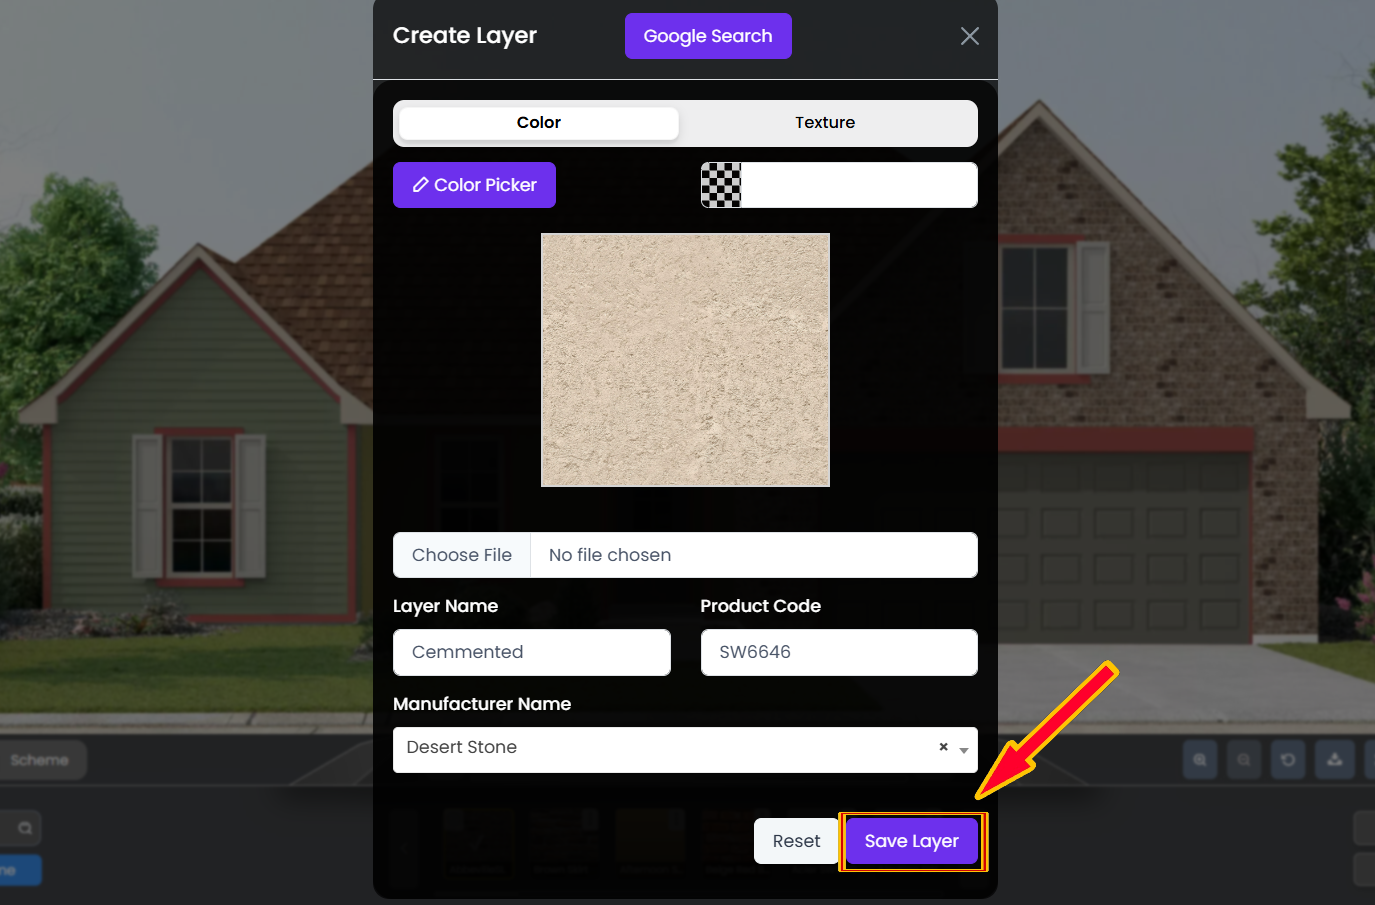 Create Layer
Google Search
Color
Texture
Color Picker
Choose File
No file chosen
Layer Name
Product Code
Cemmented
SW6646
Manufacturer Name
Desert Stone
×
Scheme
Reset
Save Layer